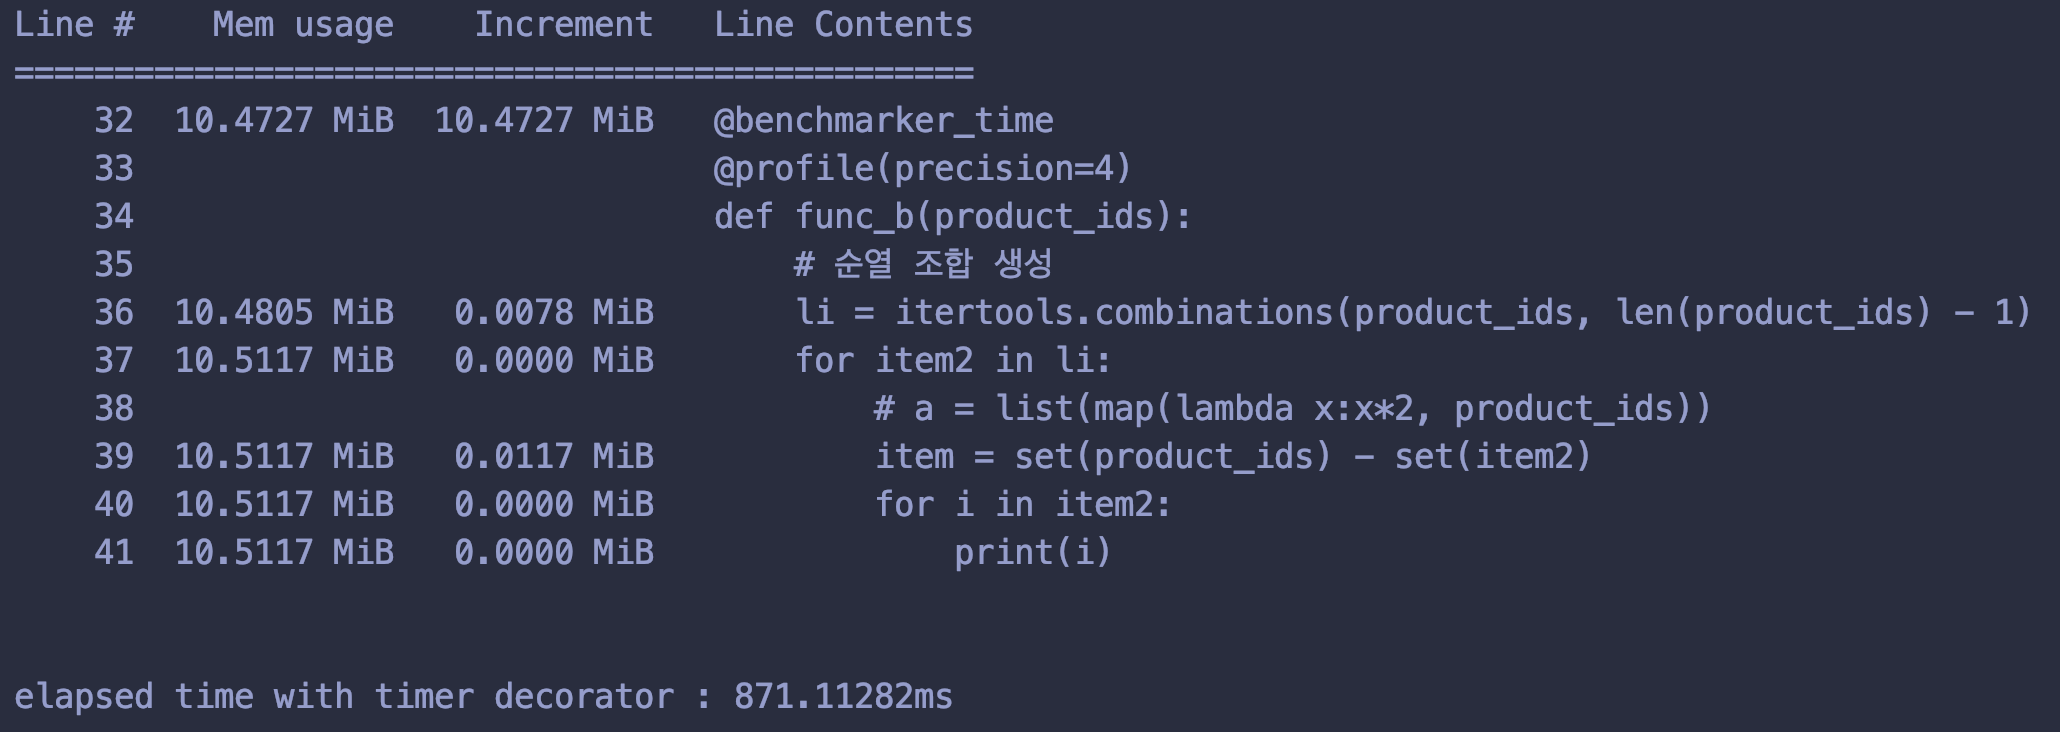 Line #    Mem usage    Increment   Line Contents
================================================
    32  10.4727 MiB  10.4727 MiB   @benchmarker_time
    33                             @profile(precision=4)
    34                             def func_b(product_ids):
    35                                 # 순열 조합 생성
    36  10.4805 MiB   0.0078 MiB       li = itertools.combinations(product_ids, len(product_ids) - 1)
    37  10.5117 MiB   0.0000 MiB       for item2 in li:
    38                                     # a = list(map(lambda x:x*2, product_ids))
    39  10.5117 MiB   0.0117 MiB           item = set(product_ids) - set(item2)
    40  10.5117 MiB   0.0000 MiB           for i in item2:
    41  10.5117 MiB   0.0000 MiB               print(i)
elapsed time with timer decorator : 871.11282ms